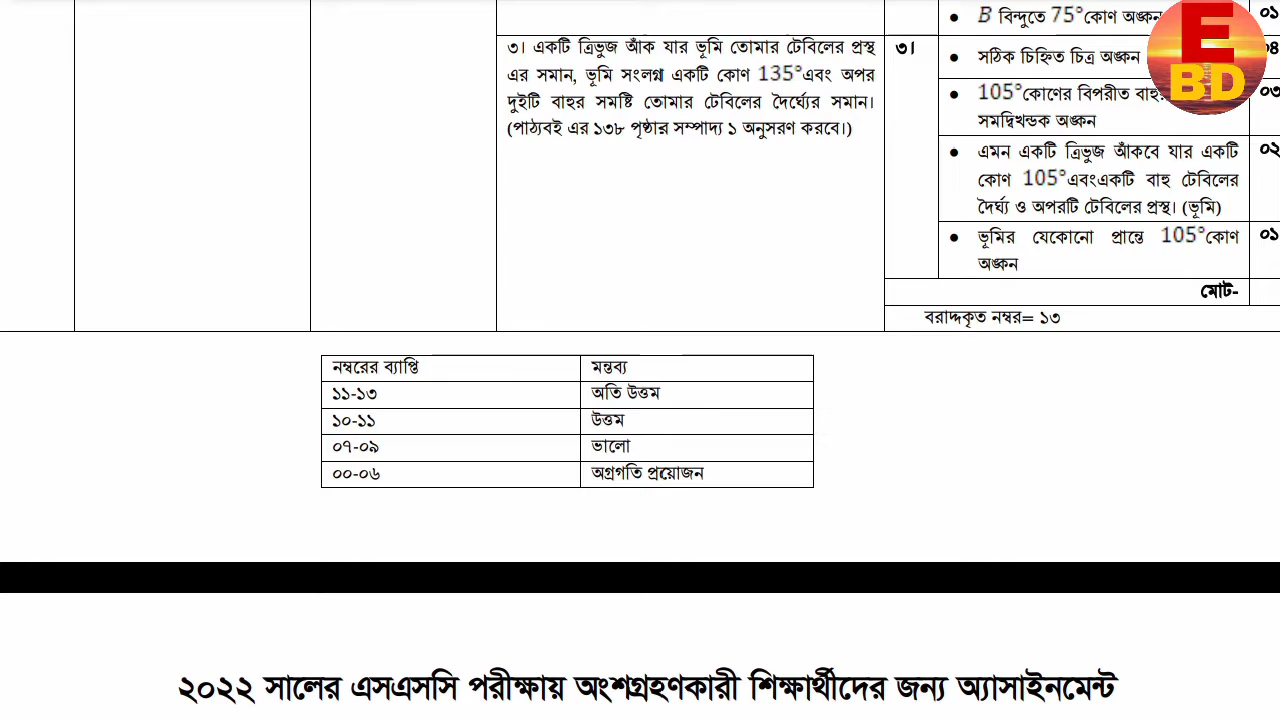 B বিন্দুতে 75° কোণ অঙ্কন
০১
৩। একটি ত্রিভুজ আঁক যার ভূমি তোমার টেবিলের প্রস্থ
এর সমান, ভূমি সংলগ্ন একটি কোণ 135° এবং অপর
দুইটি বাহুর সমষ্টি তোমার টেবিলের দৈর্ঘ্যের সমান।
(পাঠ্যবই এর ১৩৮ পৃষ্ঠার সম্পাদ্য ১ অনুসরণ করবে।)
৩।
সঠিক চিহ্নিত চিত্র অঙ্কন
০৪
105° কোণের বিপরীত
সমদ্বিখন্ডক অঙ্কন
০৩
এমন একটি ত্রিভুজ আঁকবে যার একটি
কোণ 105° এবংএকটি বাহু টেবিলের
দৈর্ঘ্য ও অপরটি টেবিলের প্রস্থ। (ভূমি)
০২
ভূমির যেকোনো প্রান্তে 105° কোণ
অঙ্কন
০১
মোট-
বরাদ্দকৃত নম্বর= ১৩
E
BD
নম্বরের ব্যাপ্তি মন্তব্য
১১-১৩ অতি উত্তম
১০-১১ উত্তম
০৭-০৯ ভালো
০০-০৬ অগ্রগতি প্রয়োজন
২০২২ সালের এসএসসি পরীক্ষায় অংশগ্রহণকারী শিক্ষার্থীদের জন্য অ্যাসাইনমেন্ট